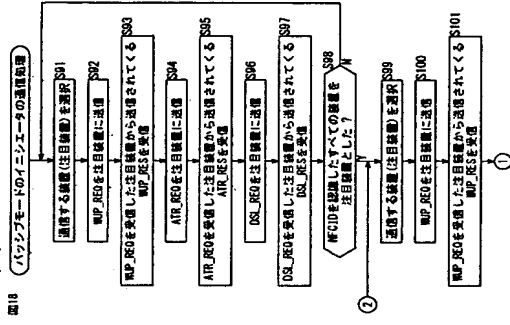 図18
パッシブモードのイニシエータの通信処理
S91
通信する装置(注目装置)を選択
S92
WUP_REQを注目装置に送信
S93
WUP_REQを受信した注目装置から送信されてくる
WUP_RESを受信
S94
ATR_REQを注目装置に送信
S95
ATR_REQを受信した注目装置から送信されてくる
ATR_RESを受信
S96
DSL_REQを注目装置に送信
S97
DSL_REQを受信した注目装置から送信されてくる
DSL_RESを受信
S98
NFCIDを認識したすべての装置を
注目装置とした?
N
Y
2
S99
通信する装置(注目装置)を選択
S100
WUP_REQを注目装置に送信
S101
WUP_REQを受信した注目装置から送信されてくる
WUP_RESを受信
1